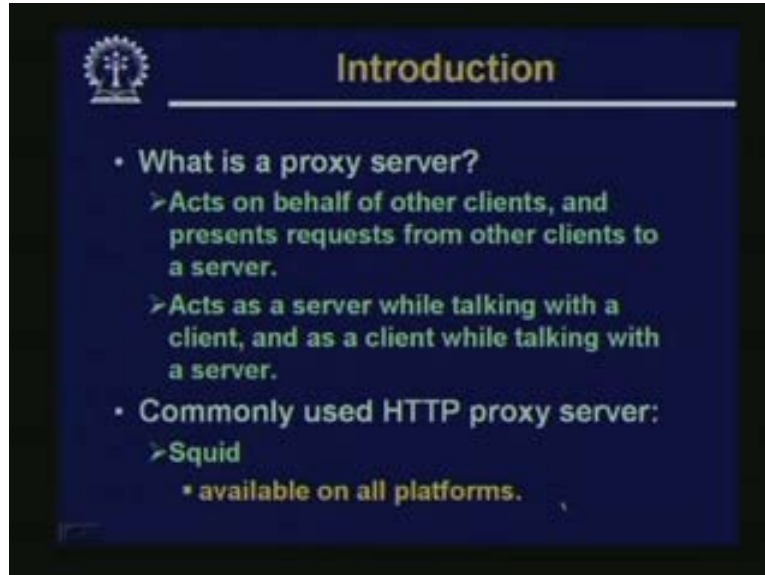 Introduction
• What is a proxy server?
➢Acts on behalf of other clients, and
presents requests from other clients to
a server.
➢Acts as a server while talking with a
client, and as a client while talking with
a server.
• Commonly used HTTP proxy server:
➢Squid
▪ available on all platforms.